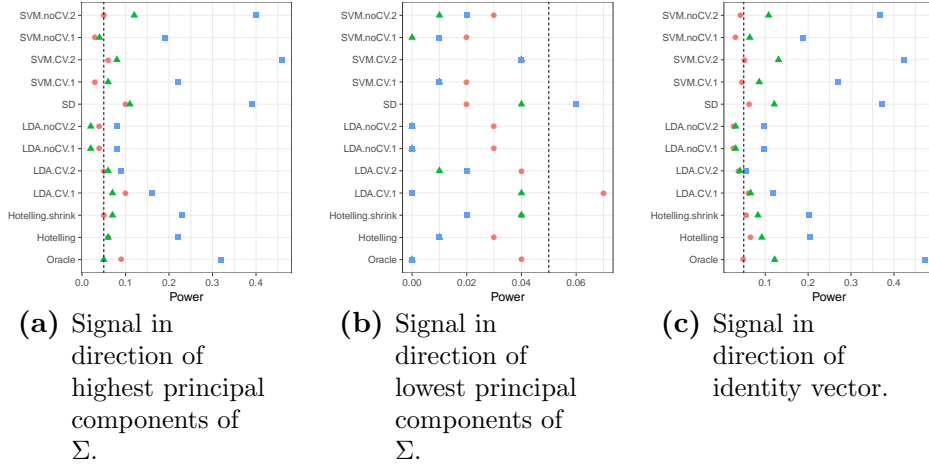 SVM.noCV.2
SVM.noCV.1
SVM.CV.2
SVM.CV.1
SD
LDA.noCV.2
LDA.noCV.1
LDA.CV.2
LDA.CV.1
Hotelling.shrink
Hotelling
Oracle
0.0 0.1 0.2 0.3 0.4
Power
(a) Signal in
direction of
highest principal
components of
Σ.
SVM.noCV.2
SVM.noCV.1
SVM.CV.2
SVM.CV.1
SD
LDA.noCV.2
LDA.noCV.1
LDA.CV.2
LDA.CV.1
Hotelling.shrink
Hotelling
Oracle
0.00 0.02 0.04 0.06
Power
(b) Signal in
direction of
lowest principal
components of
Σ.
SVM.noCV.2
SVM.noCV.1
SVM.CV.2
SVM.CV.1
SD
LDA.noCV.2
LDA.noCV.1
LDA.CV.2
LDA.CV.1
Hotelling.shrink
Hotelling
Oracle
0.1 0.2 0.3 0.4
Power
(c) Signal in
direction of
identity vector.